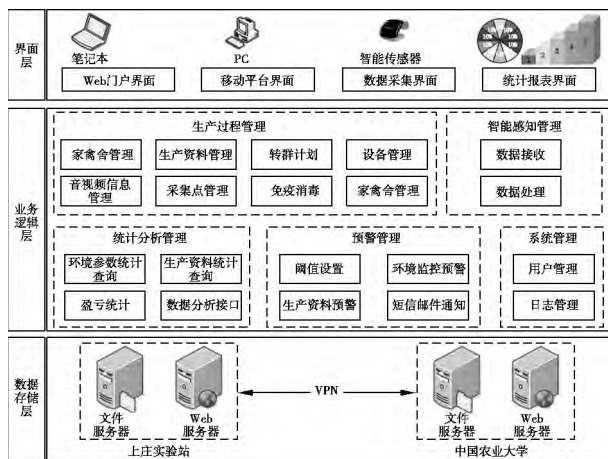 界面层
笔记本
PC
智能传感器
Web门户界面
移动平台界面
数据采集界面
统计报表界面
业务逻辑层
生产过程管理
家禽舍管理
生产资料管理
转群计划
设备管理
音视频信息管理
采集点管理
免疫消毒
家禽舍管理
智能感知管理
数据接收
数据处理
统计分析管理
环境参数统计查询
生产资料统计查询
盈亏统计
数据分析接口
预警管理
阈值设置
环境监控预警
生产资料预警
短信邮件通知
系统管理
用户管理
日志管理
数据存储层
文件服务器
Web服务器
上庄实验站
VPN
文件服务器
Web服务器
中国农业大学